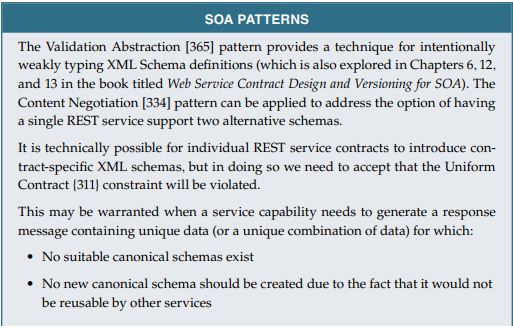 SOA PATTERNS
The Validation Abstraction [365] pattern provides a technique for intentionally
weakly typing XML Schema definitions (which is also explored in Chapters 6, 12,
and 13 in the book titled Web Service Contract Design and Versioning for SOA). The
Content Negotiation [334] pattern can be applied to address the option of having
a single REST service support two alternative schemas.
It is technically possible for individual REST service contracts to introduce con-
tract-specific XML schemas, but in doing so we need to accept that the Uniform
Contract {311} constraint will be violated.
This may be warranted when a service capability needs to generate a response
message containing unique data (or a unique combination of data) for which:
• No suitable canonical schemas exist
• No new canonical schema should be created due to the fact that it would not
be reusable by other services